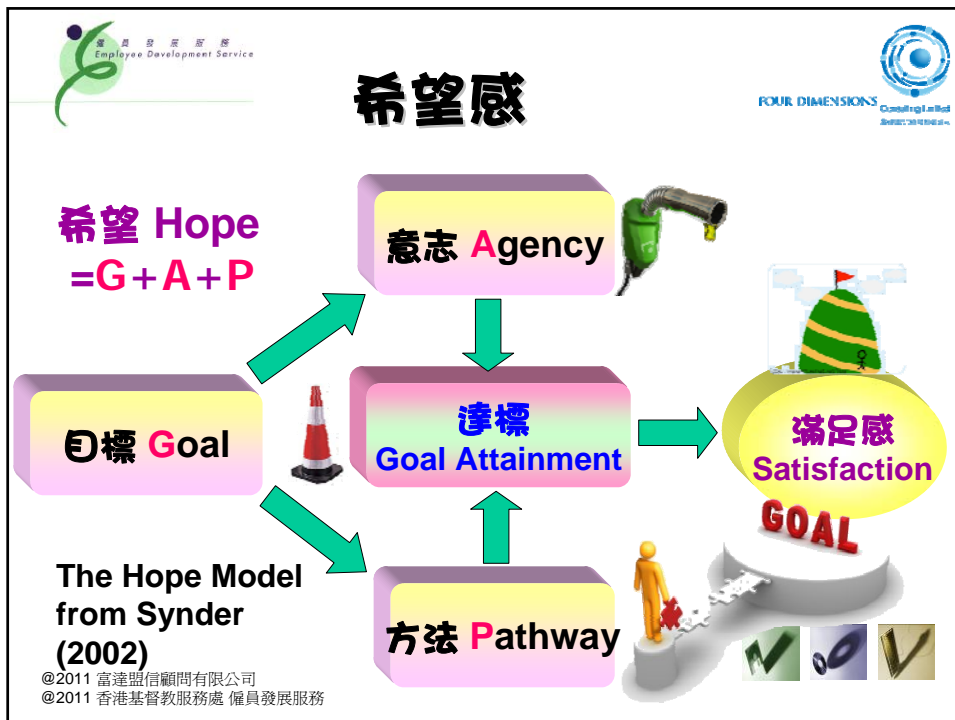 僱員發展服務
Employee Development Service
希望感
FOUR DIMENSIONS
Consulting Limited
希望 Hope
=G+A+P
意志 Agency
目標 Goal
達標
Goal Attainment
滿足感
Satisfaction
GOAL
方法 Pathway
The Hope Model
from Synder
(2002)
@2011 富達盟信顧問有限公司
@2011 香港基督教服務處 僱員發展服務